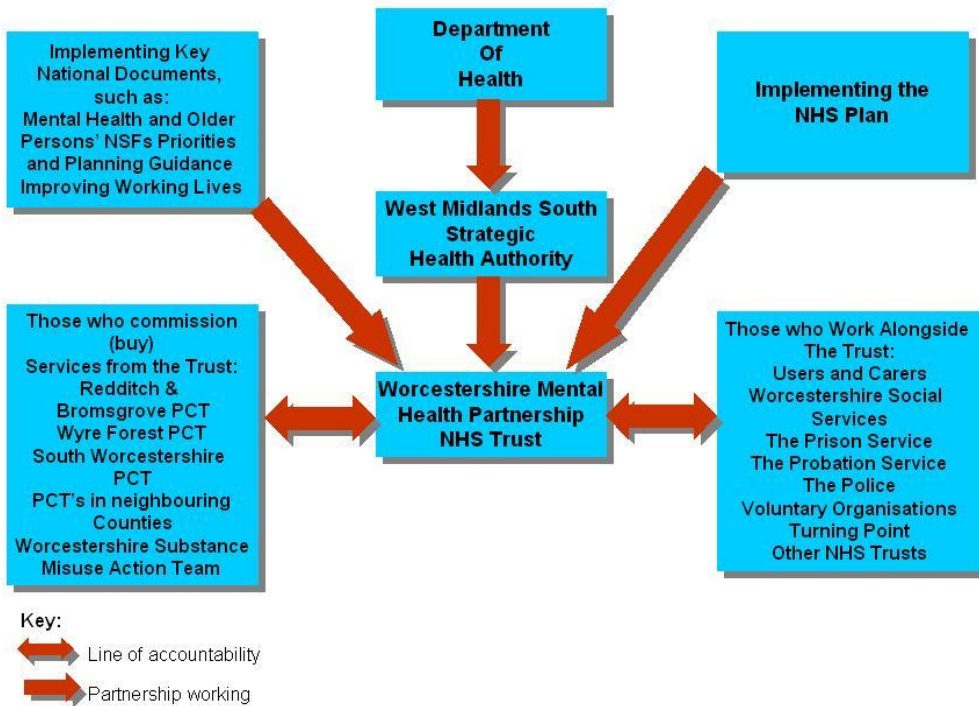 Implementing Key
National Documents,
such as:
Mental Health and Older
Persons' NSFs Priorities
and Planning Guidance
Improving Working Lives
Department
Of
Health
Implementing the
NHS Plan
West Midlands South
Strategic
Health Authority
Those who commission
(buy)
Services from the Trust:
Redditch &
Bromsgrove PCT
Wyre Forest PCT
South Worcestershire
PCT
PCT's in neighbouring
Counties
Worcestershire Substance
Misuse Action Team
Worcestershire Mental
Health Partnership
NHS Trust
Those who Work Alongside
The Trust:
Users and Carers
Worcestershire Social
Services
The Prison Service
The Probation Service
The Police
Voluntary Organisations
Turning Point
Other NHS Trusts
Key:
Line of accountability
Partnership working